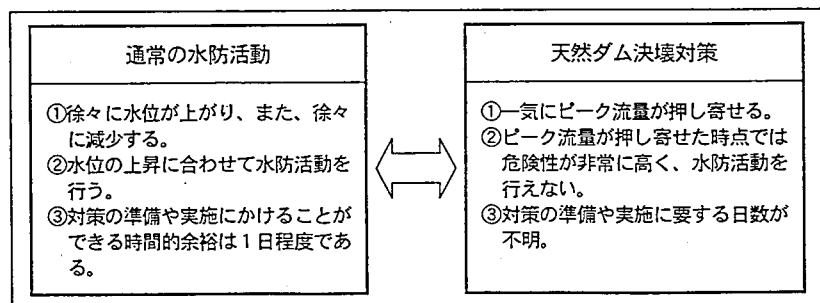 通常の水防活動
①徐々に水位が上がり、また、徐々
に減少する。
②水位の上昇に合わせて水防活動を
行う。
③対策の準備や実施にかけることが
できる時間的余裕は1日程度であ
る。
天然ダム決壊対策
①一気にピーク流量が押し寄せる。
②ピーク流量が押し寄せた時点では
危険性が非常に高く、水防活動を
行えない。
③対策の準備や実施に要する日数が
不明。